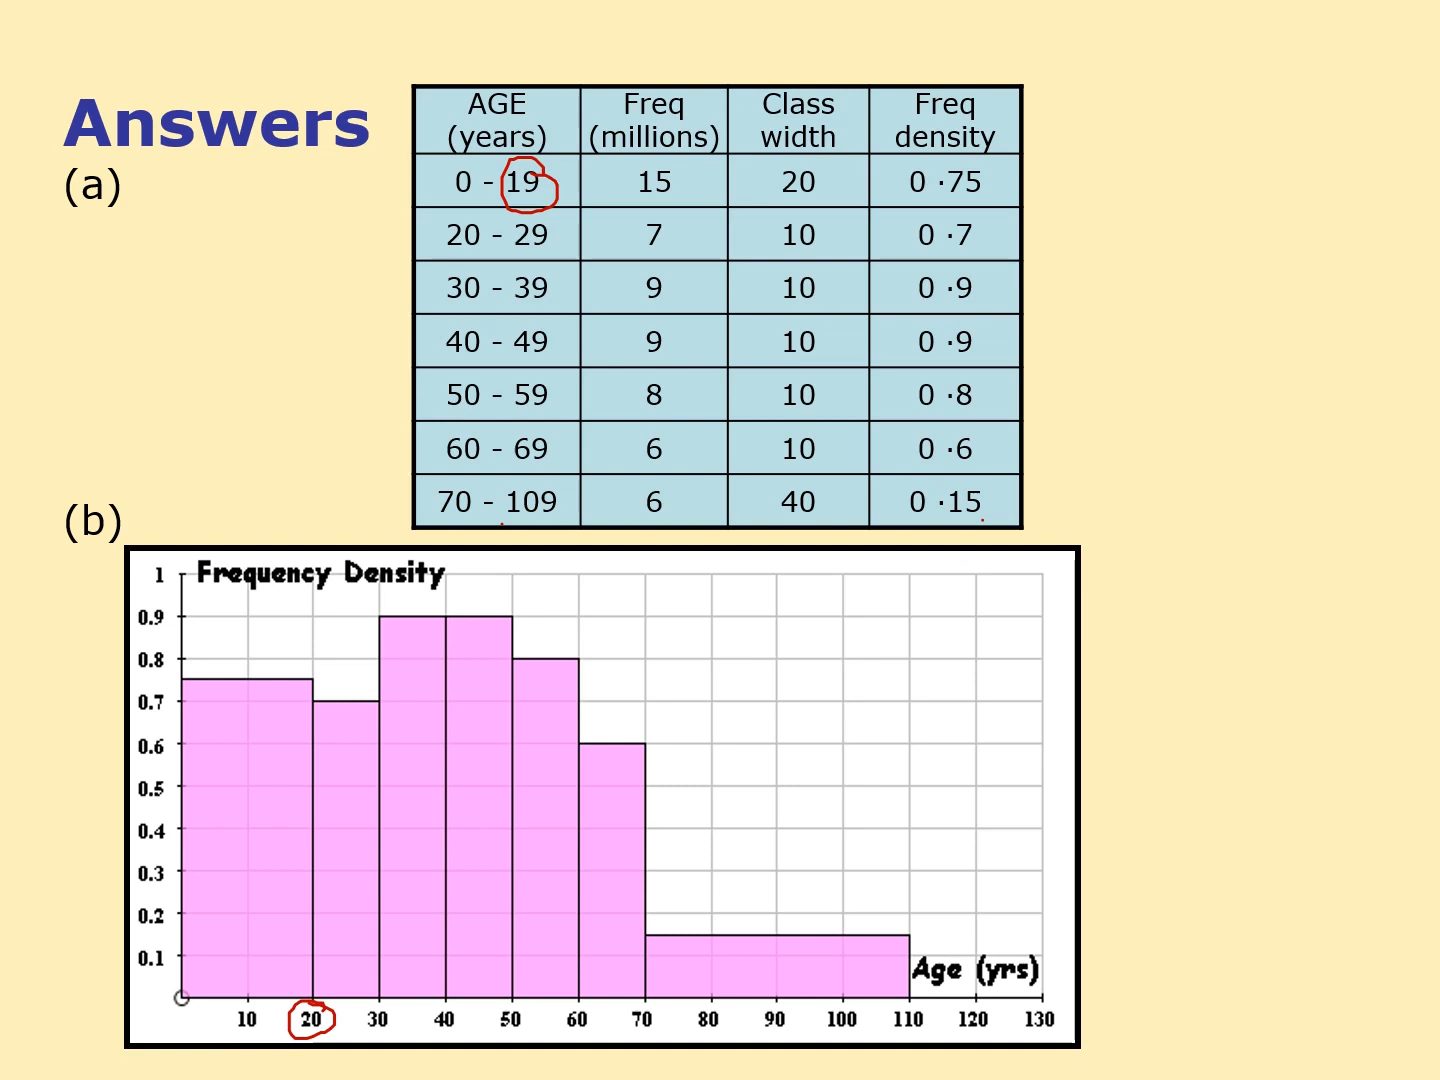 Answers
(a)
AGE (years) Freq (millions) Class width Freq density
0 - 19 15 20 0 ·75
20 - 29 7 10 0 ·7
30 - 39 9 10 0 ·9
40 - 49 9 10 0 ·9
50 - 59 8 10 0 ·8
60 - 69 6 10 0 ·6
70 - 109 6 40 0 ·15
(b)
Frequency Density
1
0.9
0.8
0.7
0.6
0.5
0.4
0.3
0.2
0.1
Age (yrs)
10 20 30 40 50 60 70 80 90 100 110 120 130